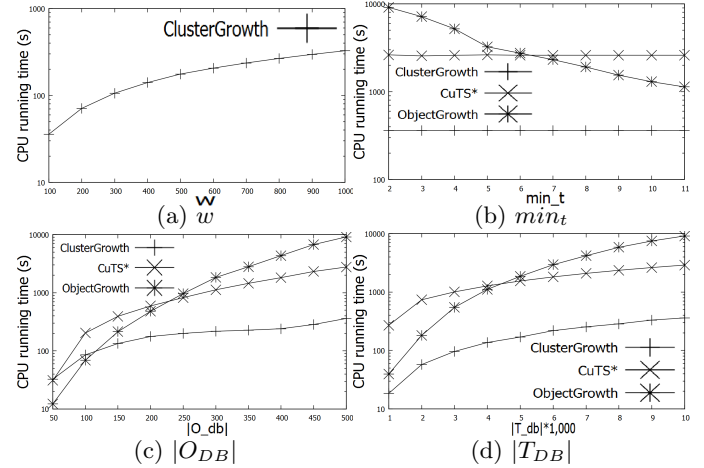 CPU running time (s)
1000
100
10
ClusterGrowth
100 200 300 400 500 600 700 800 900 1000
w
(a) w
CPU running time (s)
10000
1000
100
ClusterGrowth
CuTS*
ObjectGrowth
2 3 4 5 6 7 8 9 10 11
min_t
(b) min_t
CPU running time (s)
10000
1000
100
10
ClusterGrowth
CuTS*
ObjectGrowth
50 100 150 200 250 300 350 400 450 500
|O_db|
(c) |O_DB|
CPU running time (s)
10000
1000
100
10
ClusterGrowth
CuTS*
ObjectGrowth
1 2 3 4 5 6 7 8 9 10
|T_db|*1,000
(d) |T_DB|